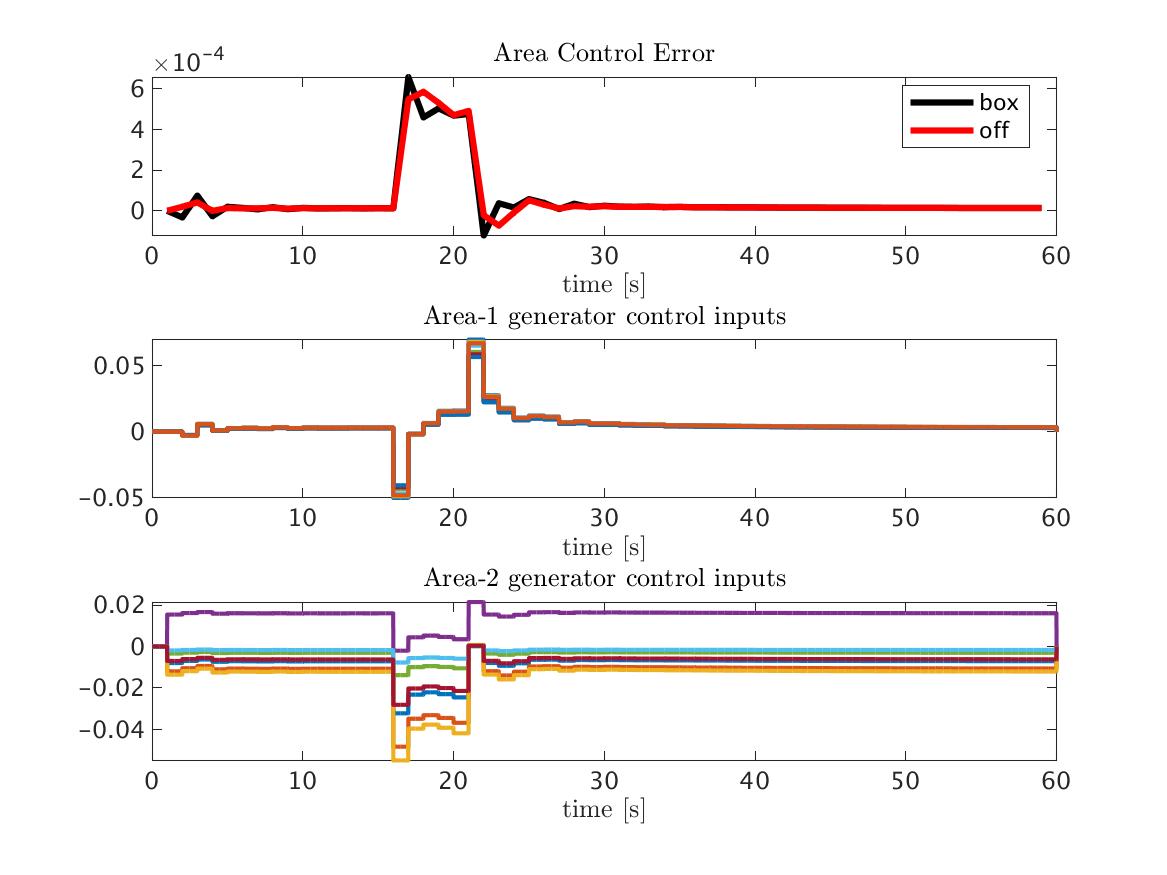 Area Control Error
×10⁻⁴
6
4
2
0
box
off
0 10 20 30 40 50 60
time [s]
Area-1 generator control inputs
0.05
0
−0.05
0 10 20 30 40 50 60
time [s]
Area-2 generator control inputs
0.02
0
−0.02
−0.04
0 10 20 30 40 50 60
time [s]